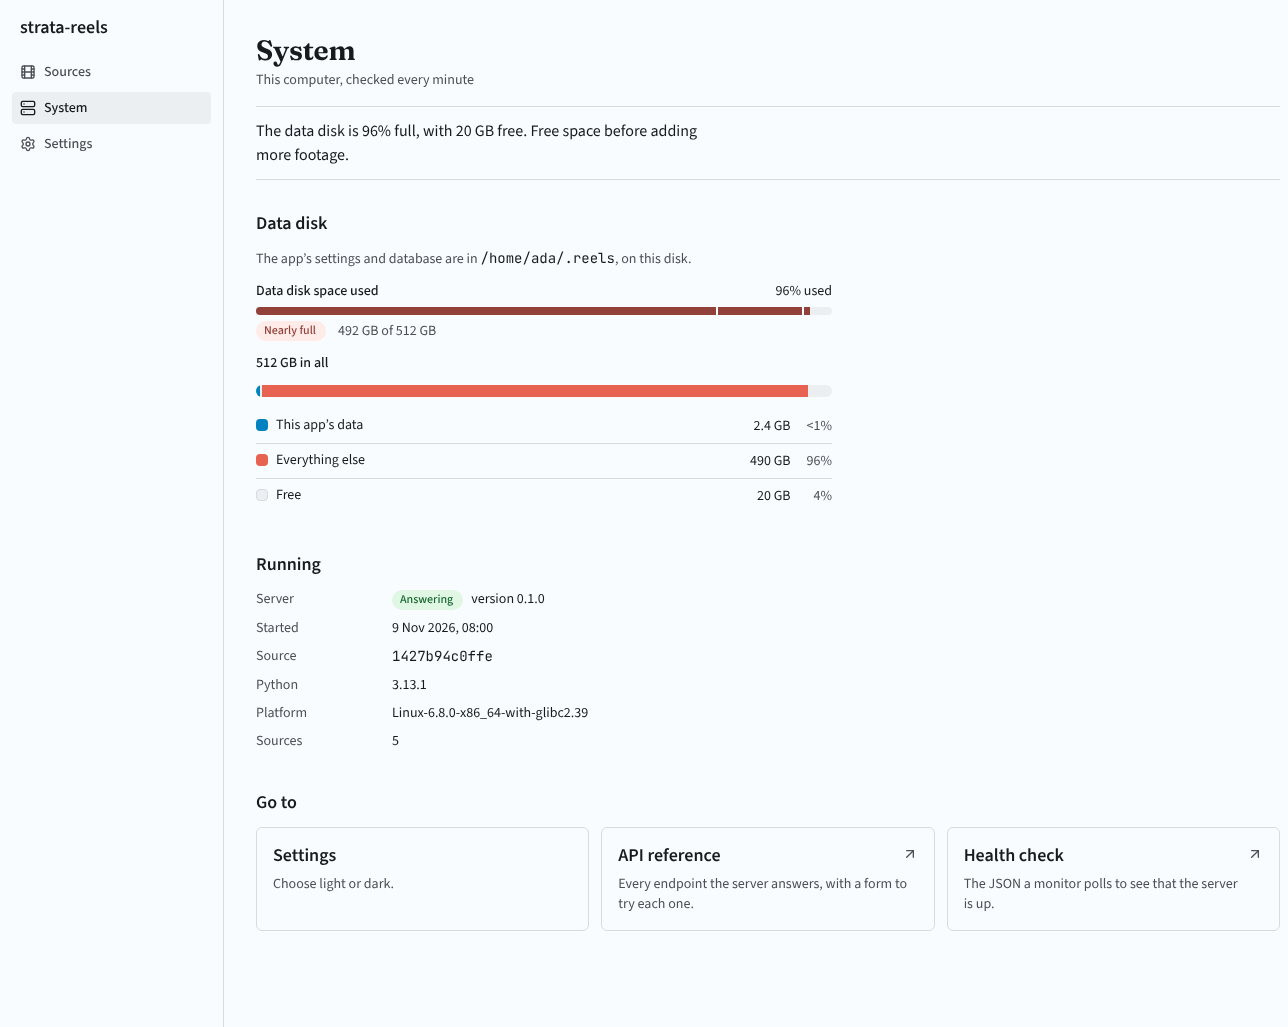 strata-reels
Sources
System
Settings
System
This computer, checked every minute
The data disk is 96% full, with 20 GB free. Free space before adding
more footage.
Data disk
The app’s settings and database are in /home/ada/.reels, on this disk.
Data disk space used 96% used
Nearly full 492 GB of 512 GB
512 GB in all
This app’s data 2.4 GB <1%
Everything else 490 GB 96%
Free 20 GB 4%
Running
Server Answering version 0.1.0
Started 9 Nov 2026, 08:00
Source 1427b94c0ffe
Python 3.13.1
Platform Linux-6.8.0-x86_64-with-glibc2.39
Sources 5
Go to
Settings
Choose light or dark.
API reference
Every endpoint the server answers, with a form to
try each one.
Health check
The JSON a monitor polls to see that the server
is up.